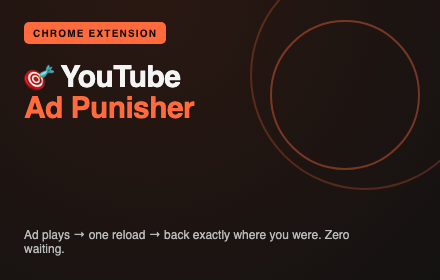 CHROME EXTENSION
🎯 YouTube
Ad Punisher
Ad plays → one reload → back exactly where you were. Zero
waiting.